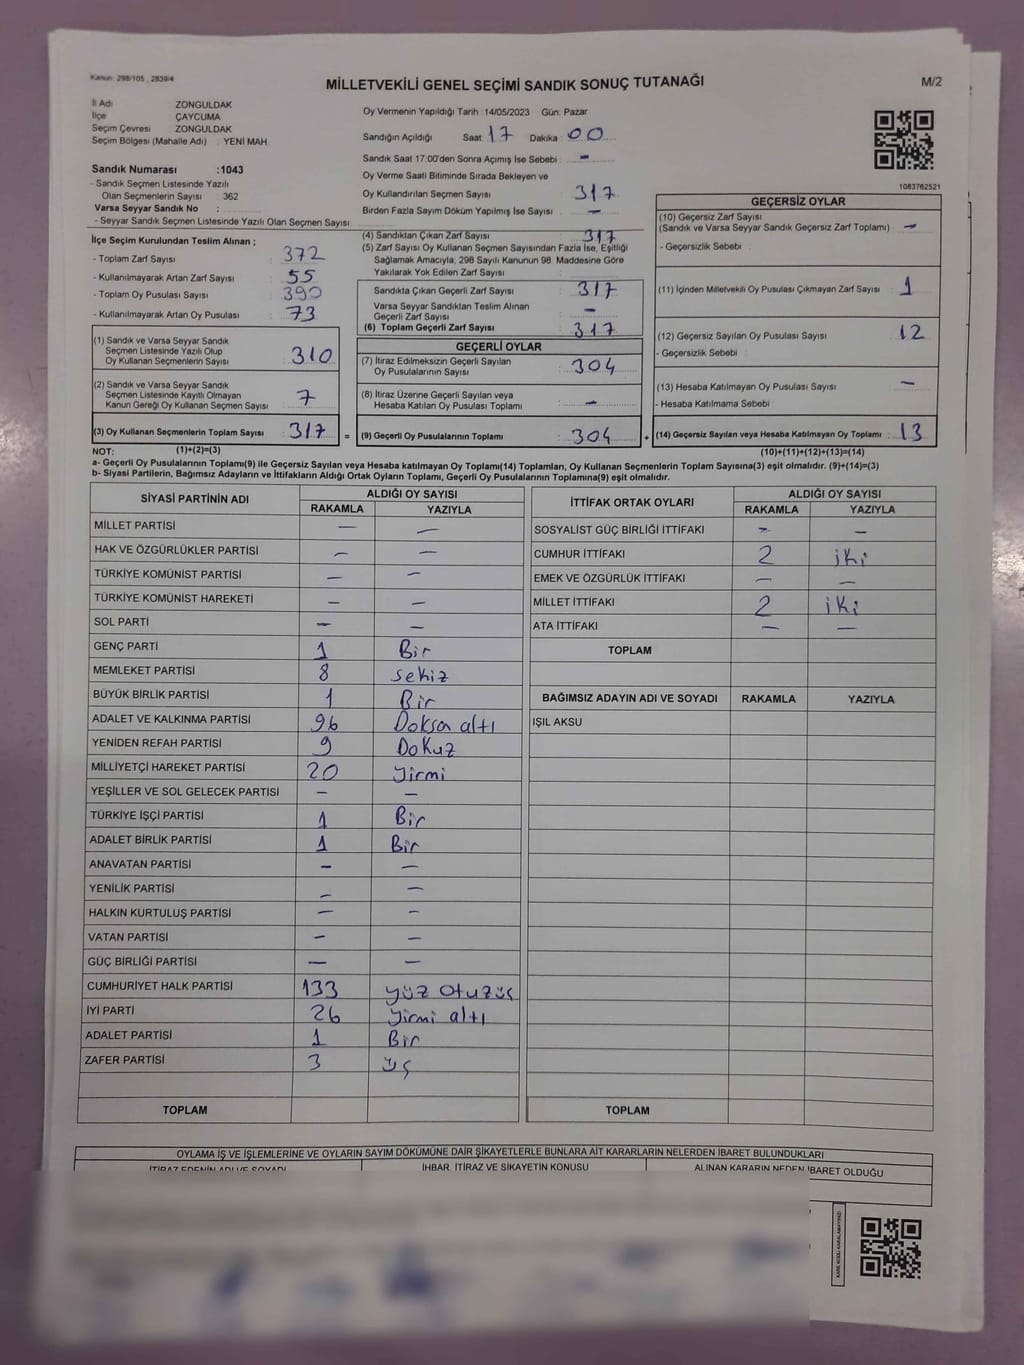 Kanun: 298/105 , 2839/4
MİLLETVEKİLİ GENEL SEÇİMİ SANDIK SONUÇ TUTANAĞI
M/2
İl Adı ZONGULDAK
İlçe ÇAYCUMA
Seçim Çevresi ZONGULDAK
Seçim Bölgesi (Mahalle Adı) : YENİ MAH.
Sandık Numarası :1043
- Sandık Seçmen Listesinde Yazılı
Olan Seçmenlerin Sayısı : 362
Varsa Seyyar Sandık No :
- Seyyar Sandık Seçmen Listesinde Yazılı Olan Seçmen Sayısı :
Oy Vermenin Yapıldığı Tarih :14/05/2023 Gün: Pazar
Sandığın Açıldığı Saat 17 Dakika : 00
Sandık Saat 17:00'den Sonra Açımış İse Sebebi : -
Oy Verme Saati Bitiminde Sırada Bekleyen ve
Oy Kullandırılan Seçmen Sayısı : 317
Birden Fazla Sayım Döküm Yapılmış İse Sayısı : -
1083762521
İlçe Seçim Kurulundan Teslim Alınan ;
- Toplam Zarf Sayısı : 372
- Kullanılmayarak Artan Zarf Sayısı : 55
- Toplam Oy Pusulası Sayısı : 390
- Kullanılmayarak Artan Oy Pusulası : 73
(4) Sandıktan Çıkan Zarf Sayısı : 317
(5) Zarf Sayısı Oy Kullanan Seçmen Sayısından Fazla İse, Eşitliği
Sağlamak Amacıyla; 298 Sayılı Kanunun 98. Maddesine Göre
Yakılarak Yok Edilen Zarf Sayısı :
Sandıkta Çıkan Geçerli Zarf Sayısı : 317
Varsa Seyyar Sandıktan Teslim Alınan
Geçerli Zarf Sayısı : -
(6) Toplam Geçerli Zarf Sayısı : 317
GEÇERSİZ OYLAR
(10) Geçersiz Zarf Sayısı
(Sandık ve Varsa Seyyar Sandık Geçersiz Zarf Toplamı) : -
- Geçersizlik Sebebi :
(11) İçinden Milletvekili Oy Pusulası Çıkmayan Zarf Sayısı : 1
(12) Geçersiz Sayılan Oy Pusulası Sayısı : 12
- Geçersizlik Sebebi :
(13) Hesaba Katılmayan Oy Pusulası Sayısı : -
- Hesaba Katılmama Sebebi :
(14) Geçersiz Sayılan veya Hesaba Katılmayan Oy Toplamı : 13
(10)+(11)+(12)+(13)=(14)
(1) Sandık ve Varsa Seyyar Sandık
Seçmen Listesinde Yazılı Olup
Oy Kullanan Seçmenlerin Sayısı : 310
(2) Sandık ve Varsa Seyyar Sandık
Seçmen Listesinde Kayıtlı Olmayan
Kanun Gereği Oy Kullanan Seçmen Sayısı : 7
(3) Oy Kullanan Seçmenlerin Toplam Sayısı : 317
(1)+(2)=(3)
GEÇERLİ OYLAR
(7) İtiraz Edilmeksizin Geçerli Sayılan
Oy Pusulalarının Sayısı : 304
(8) İtiraz Üzerine Geçerli Sayılan veya
Hesaba Katılan Oy Pusulası Toplamı : -
= (9) Geçerli Oy Pusulalarının Toplamı : 304 +
NOT:
a- Geçerli Oy Pusulalarının Toplamı(9) ile Geçersiz Sayılan veya Hesaba katılmayan Oy Toplamı(14) Toplamları, Oy Kullanan Seçmenlerin Toplam Sayısına(3) eşit olmalıdır. (9)+(14)=(3)
b- Siyasi Partilerin, Bağımsız Adayların ve İttifakların Aldığı Ortak Oyların Toplamı, Geçerli Oy Pusulalarının Toplamına(9) eşit olmalıdır.
SİYASİ PARTİNİN ADI ALDIĞI OY SAYISI
RAKAMLA YAZIYLA
MİLLET PARTİSİ - -
HAK VE ÖZGÜRLÜKLER PARTİSİ - -
TÜRKİYE KOMÜNİST PARTİSİ - -
TÜRKİYE KOMÜNİST HAREKETİ - -
SOL PARTİ - -
GENÇ PARTİ 1 Bir
MEMLEKET PARTİSİ 8 sekiz
BÜYÜK BİRLİK PARTİSİ 1 Bir
ADALET VE KALKINMA PARTİSİ 96 Doksa altı
YENİDEN REFAH PARTİSİ 9 Dokuz
MİLLİYETÇİ HAREKET PARTİSİ 20 yirmi
YEŞİLLER VE SOL GELECEK PARTİSİ - -
TÜRKİYE İŞÇİ PARTİSİ 1 Bir
ADALET BİRLİK PARTİSİ 1 Bir
ANAVATAN PARTİSİ - -
YENİLİK PARTİSİ - -
HALKIN KURTULUŞ PARTİSİ - -
VATAN PARTİSİ - -
GÜÇ BİRLİĞİ PARTİSİ - -
CUMHURİYET HALK PARTİSİ 133 yüz otuzüç
İYİ PARTİ 26 yirmi altı
ADALET PARTİSİ 1 Bir
ZAFER PARTİSİ 3 üç
TOPLAM
İTTİFAK ORTAK OYLARI ALDIĞI OY SAYISI
RAKAMLA YAZIYLA
SOSYALİST GÜÇ BİRLİĞİ İTTİFAKI - -
CUMHUR İTTİFAKI 2 iki
EMEK VE ÖZGÜRLÜK İTTİFAKI - -
MİLLET İTTİFAKI 2 iki
ATA İTTİFAKI - -
TOPLAM
BAĞIMSIZ ADAYIN ADI VE SOYADI RAKAMLA YAZIYLA
IŞIL AKSU
TOPLAM
OYLAMA İŞ VE İŞLEMLERİNE VE OYLARIN SAYIM DÖKÜMÜNE DAİR ŞİKAYETLERLE BUNLARA AİT KARARLARIN NELERDEN İBARET BULUNDUKLARI
İTİRAZ EDENİN ADI VE SOYADI İHBAR, İTİRAZ VE ŞİKAYETİN KONUSU ALINAN KARARIN NEDEN İBARET OLDUĞU